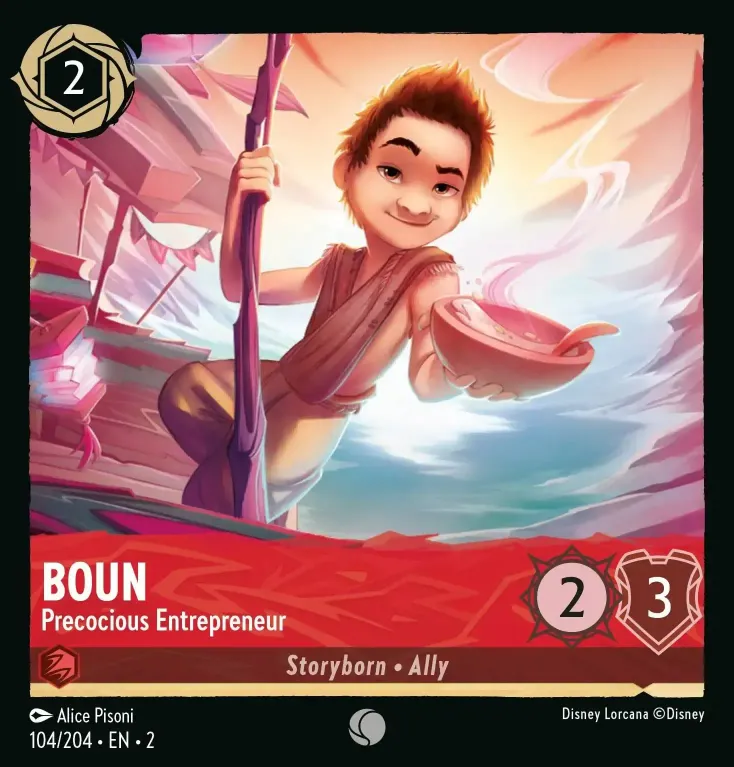 2
BOUN
Precocious Entrepreneur
2
3
Storyborn • Ally
Alice Pisoni
Disney Lorcana ©Disney
104/204 • EN • 2